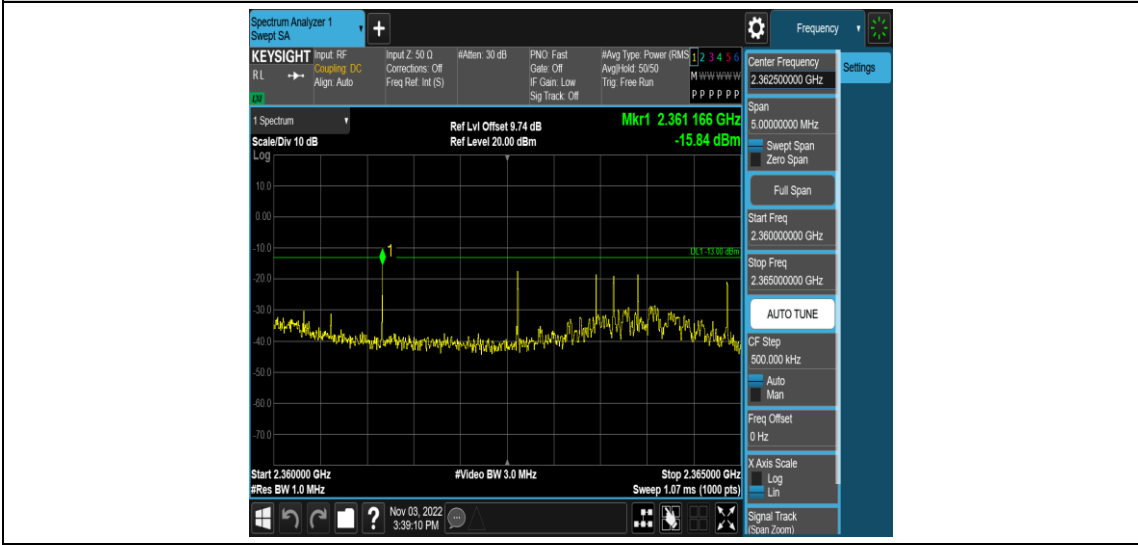 Spectrum Analyzer 1
Swept SA
+
Frequency
KEYSIGHT
RL
LXI
Input: RF
Coupling: DC
Align: Auto
Input Z: 50 Ω
Corrections: Off
Freq Ref: Int (S)
#Atten: 30 dB
PNO: Fast
Gate: Off
IF Gain: Low
Sig Track: Off
#Avg Type: Power (RMS
Avg|Hold: 50/50
Trig: Free Run
1 2 3 4 5 6
M W W W W W
P P P P P P
1 Spectrum
Scale/Div 10 dB
Log
Ref Lvl Offset 9.74 dB
Ref Level 20.00 dBm
Mkr1 2.361 166 GHz
-15.84 dBm
10.0
0.00
-10.0
-20.0
-30.0
-40.0
-50.0
-60.0
-70.0
1
DL1 -13.00 dBm
Start 2.360000 GHz
#Res BW 1.0 MHz
#Video BW 3.0 MHz
Stop 2.365000 GHz
Sweep 1.07 ms (1000 pts)
?
Nov 03, 2022
3:39:10 PM
Center Frequency
2.362500000 GHz
Settings
Span
5.00000000 MHz
Swept Span
Zero Span
Full Span
Start Freq
2.360000000 GHz
Stop Freq
2.365000000 GHz
AUTO TUNE
CF Step
500.000 kHz
Auto
Man
Freq Offset
0 Hz
X Axis Scale
Log
Lin
Signal Track
(Span Zoom)